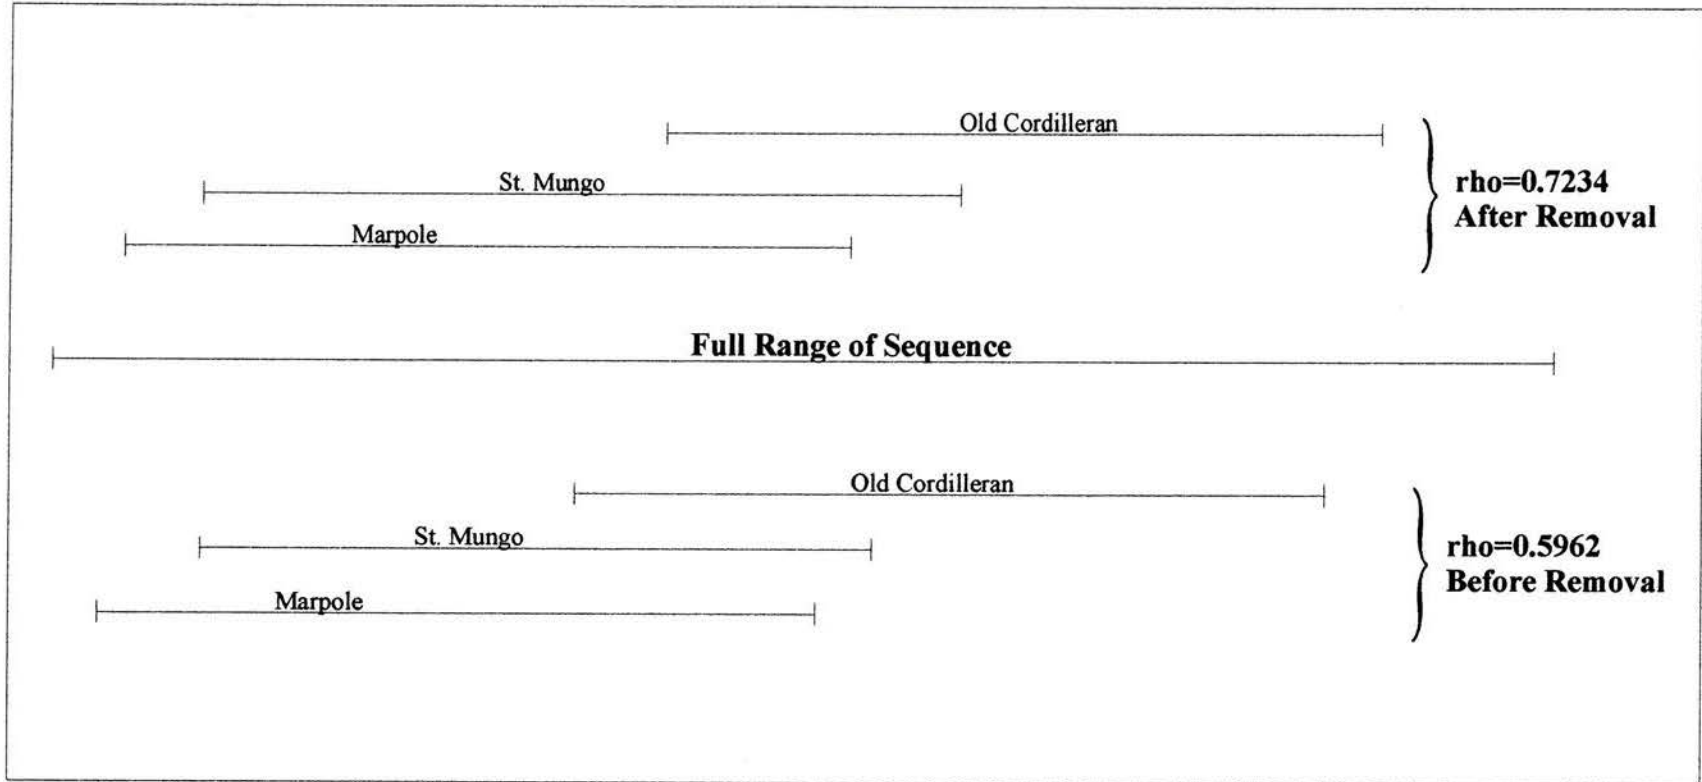 Old Cordilleran
St. Mungo
Marpole
rho=0.7234
After Removal
Full Range of Sequence
Old Cordilleran
St. Mungo
Marpole
rho=0.5962
Before Removal